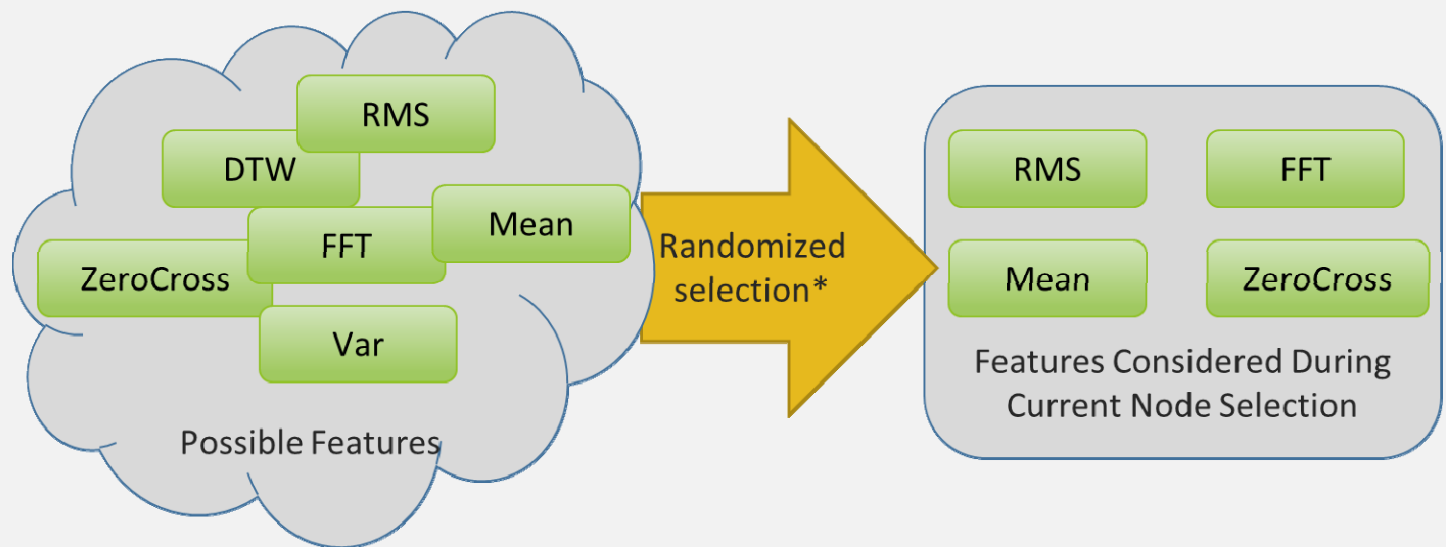 RMS
DTW
Mean
FFT
ZeroCross
Var
Possible Features
Randomized
selection*
RMS
FFT
Mean
ZeroCross
Features Considered During
Current Node Selection